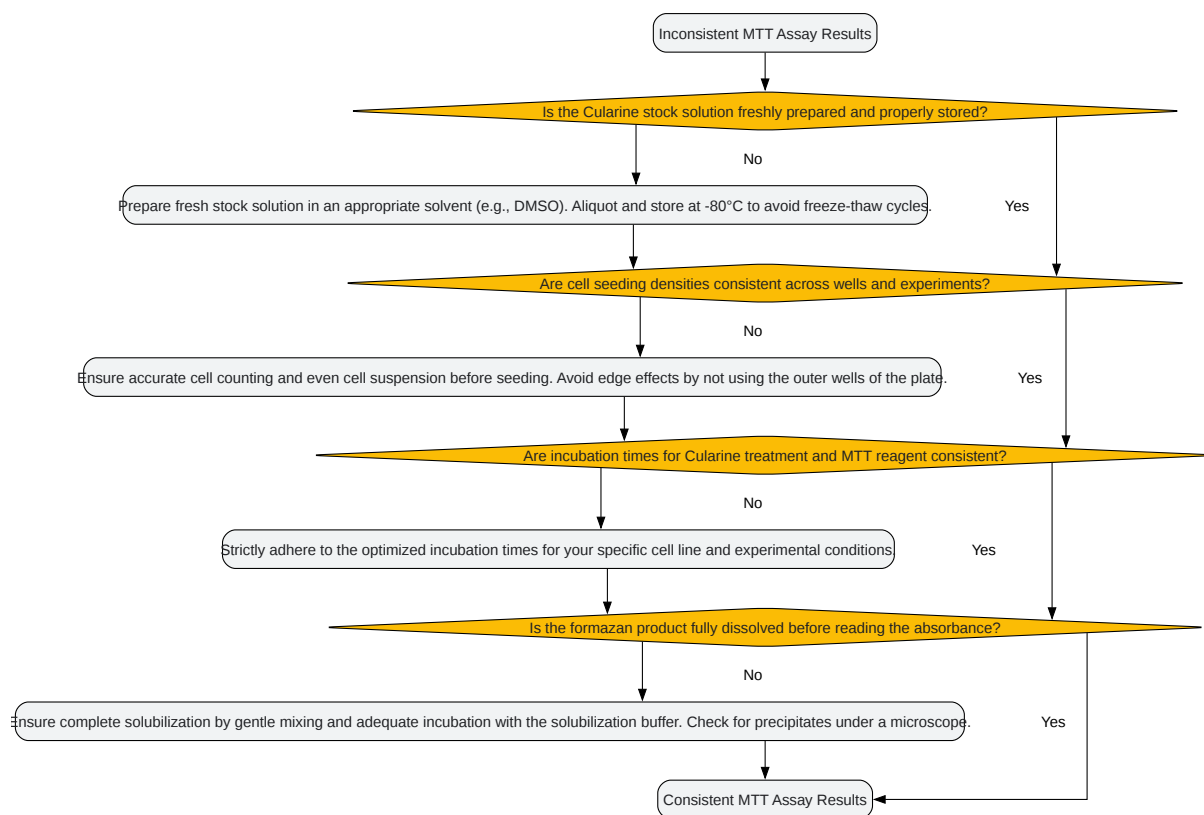 Inconsistent MTT Assay Results
Is the Cularine stock solution freshly prepared and properly stored?
No
Prepare fresh stock solution in an appropriate solvent (e.g., DMSO). Aliquot and store at -80°C to avoid freeze-thaw cycles.
Yes
Are cell seeding densities consistent across wells and experiments?
No
Ensure accurate cell counting and even cell suspension before seeding. Avoid edge effects by not using the outer wells of the plate.
Yes
Are incubation times for Cularine treatment and MTT reagent consistent?
No
Strictly adhere to the optimized incubation times for your specific cell line and experimental conditions.
Yes
Is the formazan product fully dissolved before reading the absorbance?
No
Ensure complete solubilization by gentle mixing and adequate incubation with the solubilization buffer. Check for precipitates under a microscope.
Yes
Consistent MTT Assay Results